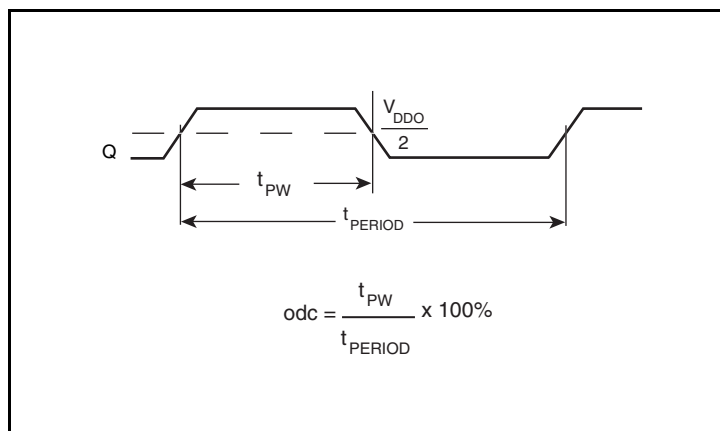 V_DDO
2
Q
t_PW
t_PERIOD
odc = t_PW / t_PERIOD x 100%